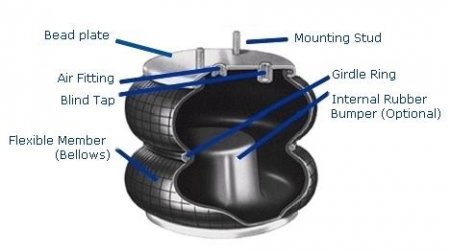 Bead plate
Mounting Stud
Air Fitting
Girdle Ring
Blind Tap
Internal Rubber
Bumper (Optional)
Flexible Member
(Bellows)